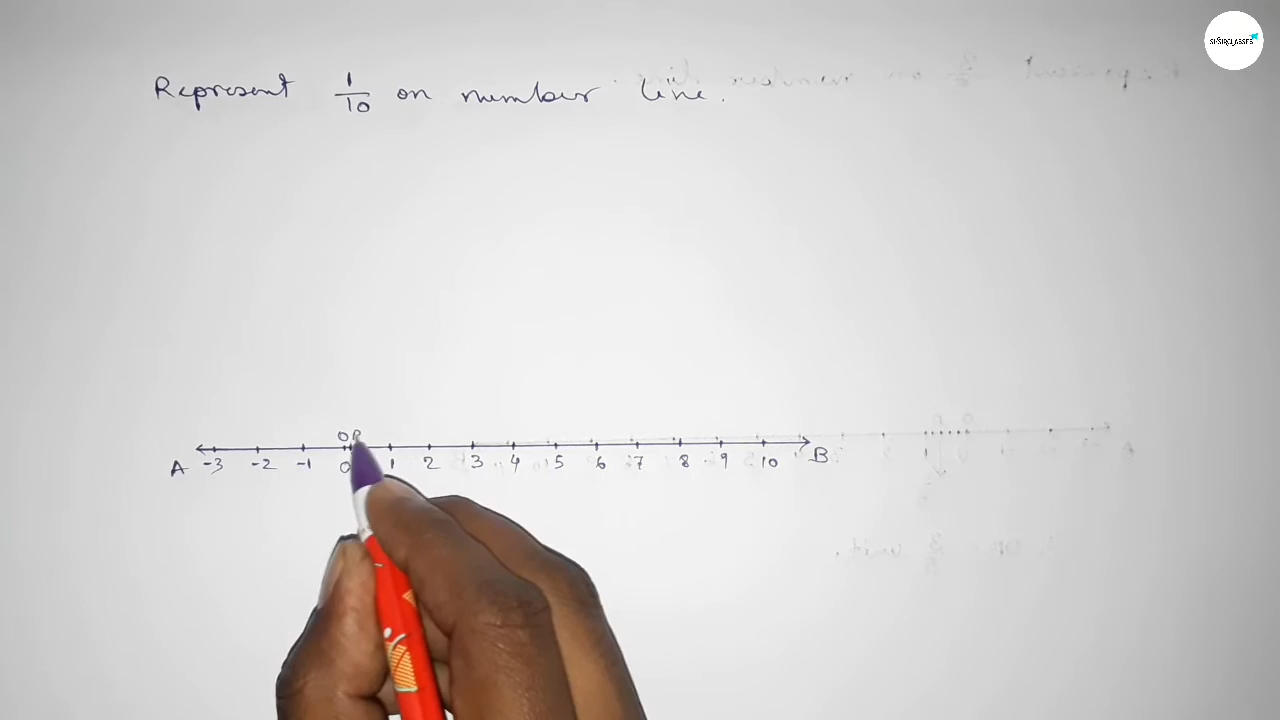 SISIRCLASSES
Represent 1/10 on number line.
O P
A -3 -2 -1 0 1 2 3 4 5 6 7 8 9 10 B